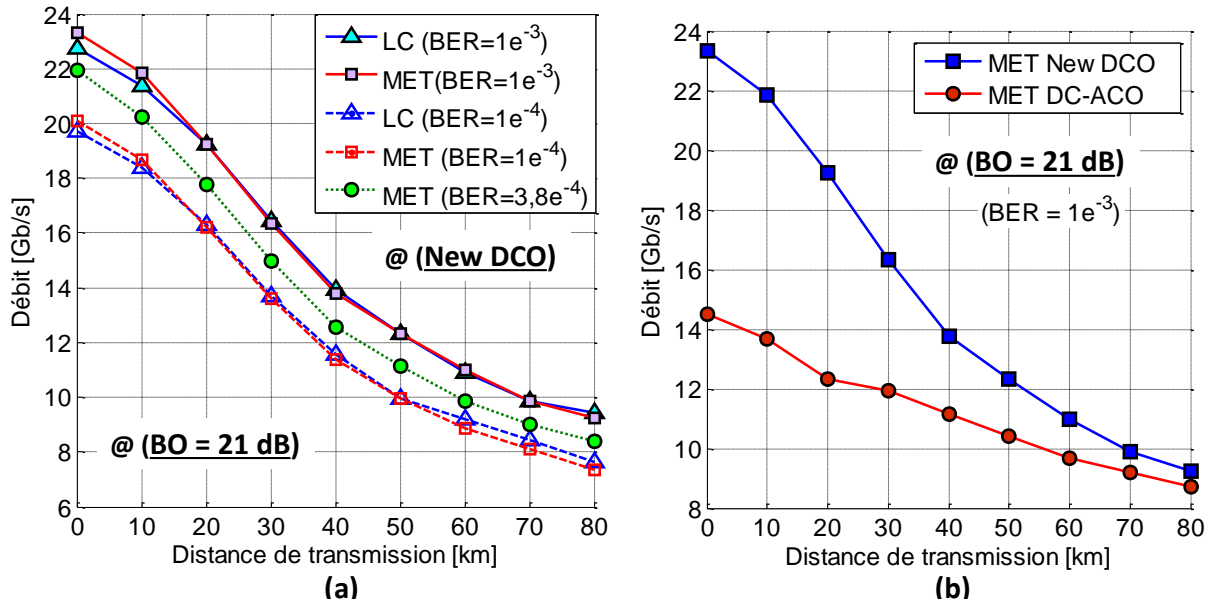 24
22
20
18
16
14
12
10
8
6
Débit [Gb/s]
LC (BER=1e-3)
MET(BER=1e-3)
LC (BER=1e-4)
MET (BER=1e-4)
MET (BER=3,8e-4)
@ (New DCO)
@ (BO = 21 dB)
0 10 20 30 40 50 60 70 80
Distance de transmission [km]
(a)
24
22
20
18
16
14
12
10
8
Débit [Gb/s]
MET New DCO
MET DC-ACO
@ (BO = 21 dB)
(BER = 1e-3)
0 10 20 30 40 50 60 70 80
Distance de transmission [km]
(b)